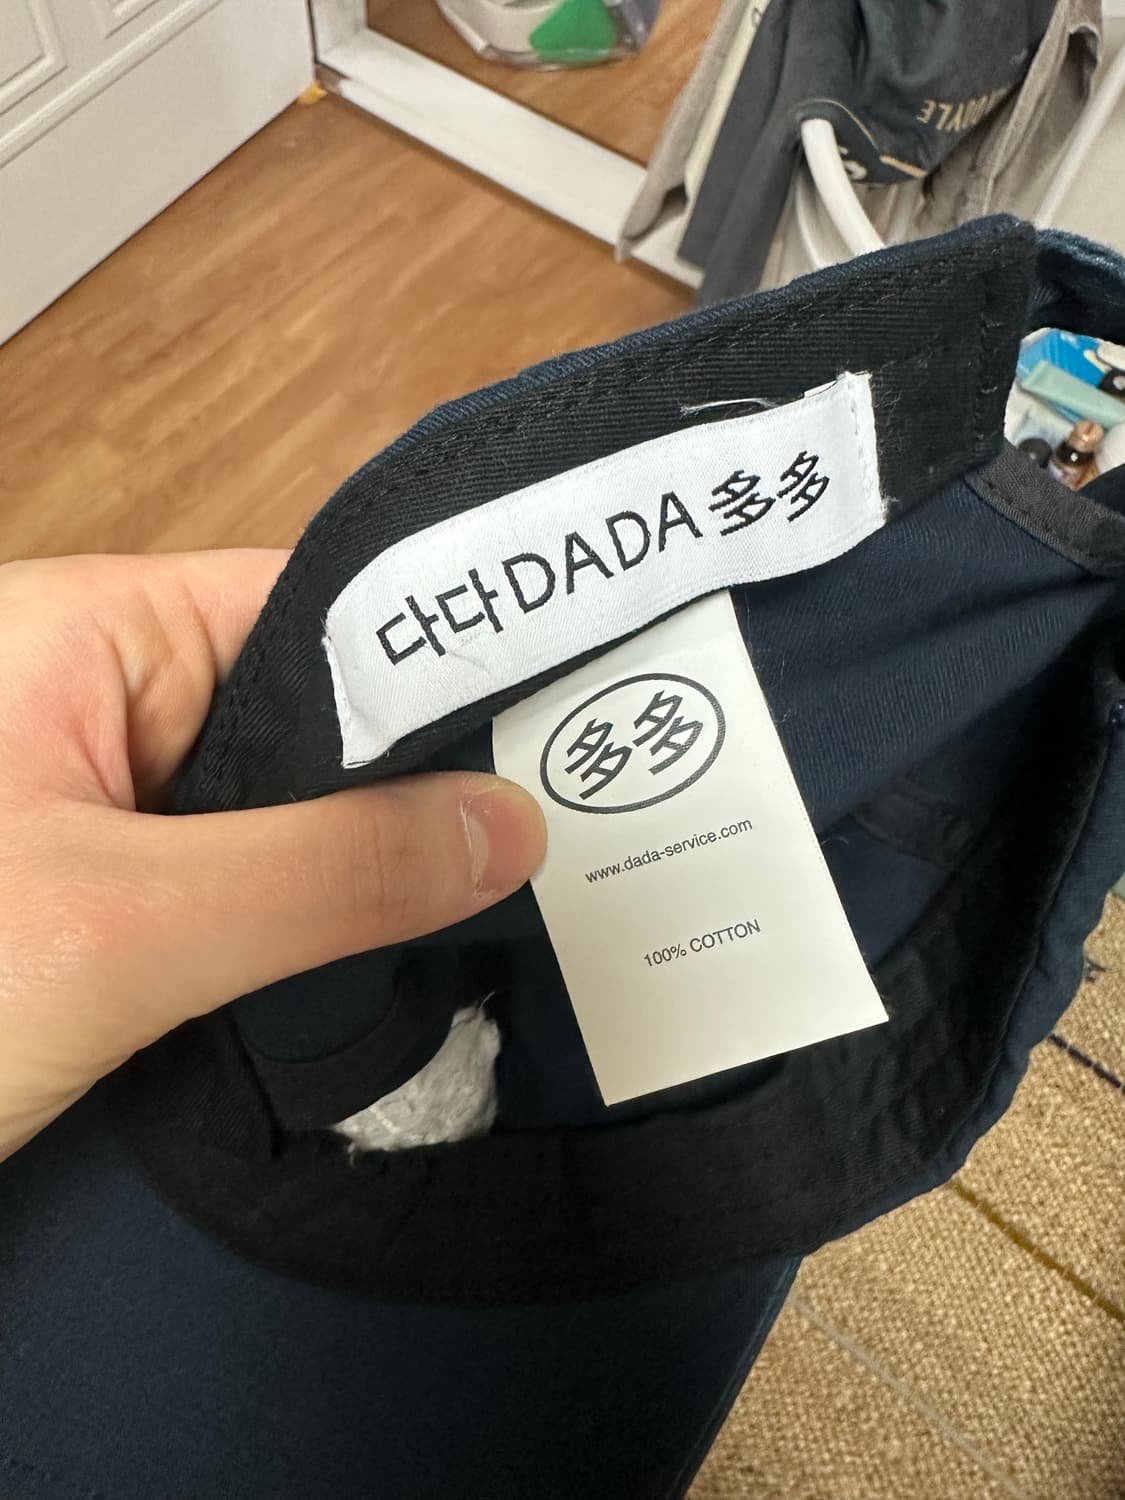 다다DADA多多
多多
www.dada-service.com
100% COTTON